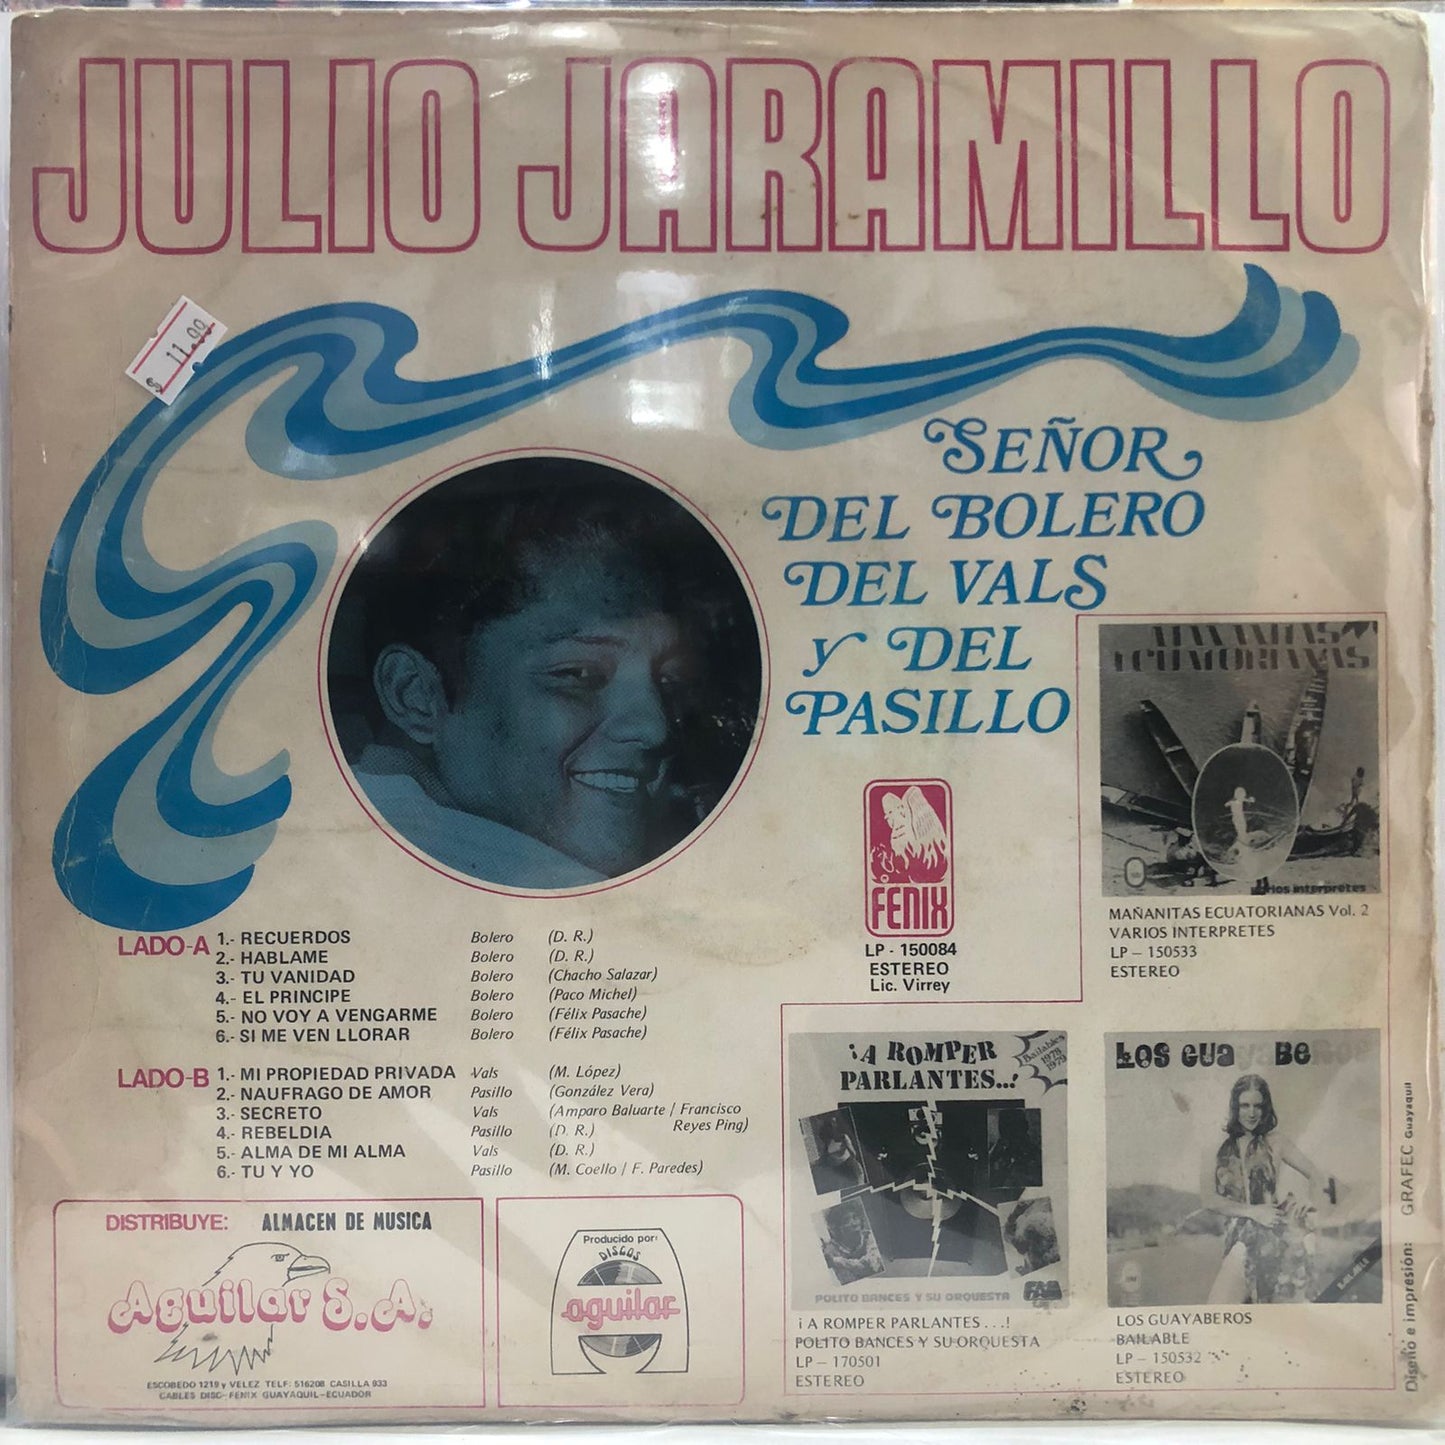 JULIO JARAMILLO
$ 11.00
SEÑOR
DEL BOLERO
DEL VALS
y DEL
PASILLO
FENIX
LP - 150084
ESTEREO
Lic. Virrey
MAÑANITAS
ECUATORIANAS
Varios interpretes
MAÑANITAS ECUATORIANAS Vol. 2
VARIOS INTERPRETES
LP – 150533
ESTEREO
LADO-A
1.- RECUERDOS Bolero (D. R.)
2.- HABLAME Bolero (D. R.)
3.- TU VANIDAD Bolero (Chacho Salazar)
4.- EL PRINCIPE Bolero (Paco Michel)
5.- NO VOY A VENGARME Bolero (Félix Pasache)
6.- SI ME VEN LLORAR Bolero (Félix Pasache)
LADO-B
1.- MI PROPIEDAD PRIVADA Vals (M. López)
2.- NAUFRAGO DE AMOR Pasillo (González Vera)
3.- SECRETO Vals (Amparo Baluarte / Francisco
Reyes Ping)
4.- REBELDIA Pasillo (D. R.)
5.- ALMA DE MI ALMA Vals (D. R.)
6.- TU Y YO Pasillo (M. Coello / F. Paredes)
DISTRIBUYE: ALMACEN DE MUSICA
Aguilar S.A.
ESCOBEDO 1219 y VELEZ TELF: 516208 CASILLA 933
CABLES DISC-FENIX GUAYAQUIL-ECUADOR
Producido por:
DISCOS
aguilar
¡A ROMPER
PARLANTES...!
Bailables
1978
1979
POLITO BANCES Y SU ORQUESTA
FAM
¡ A ROMPER PARLANTES . . .!
POLITO BANCES Y SU ORQUESTA
LP – 170501
ESTEREO
LOS GUAYABEROS
BAILABLE
LOS GUAYABEROS
BAILABLE
LP – 150532
ESTEREO
Diseño e impresión: GRAFEC Guayaquil